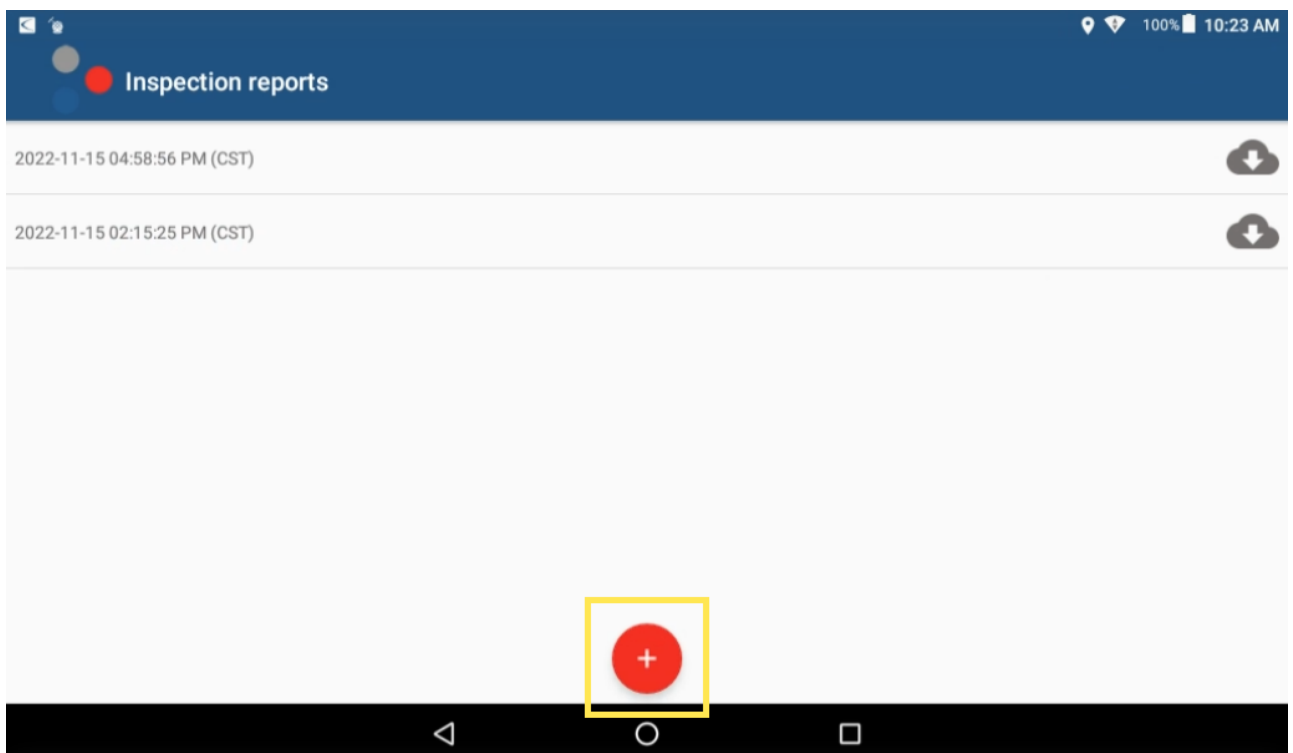 100% 10:23 AM
Inspection reports
2022-11-15 04:58:56 PM (CST)
2022-11-15 02:15:25 PM (CST)